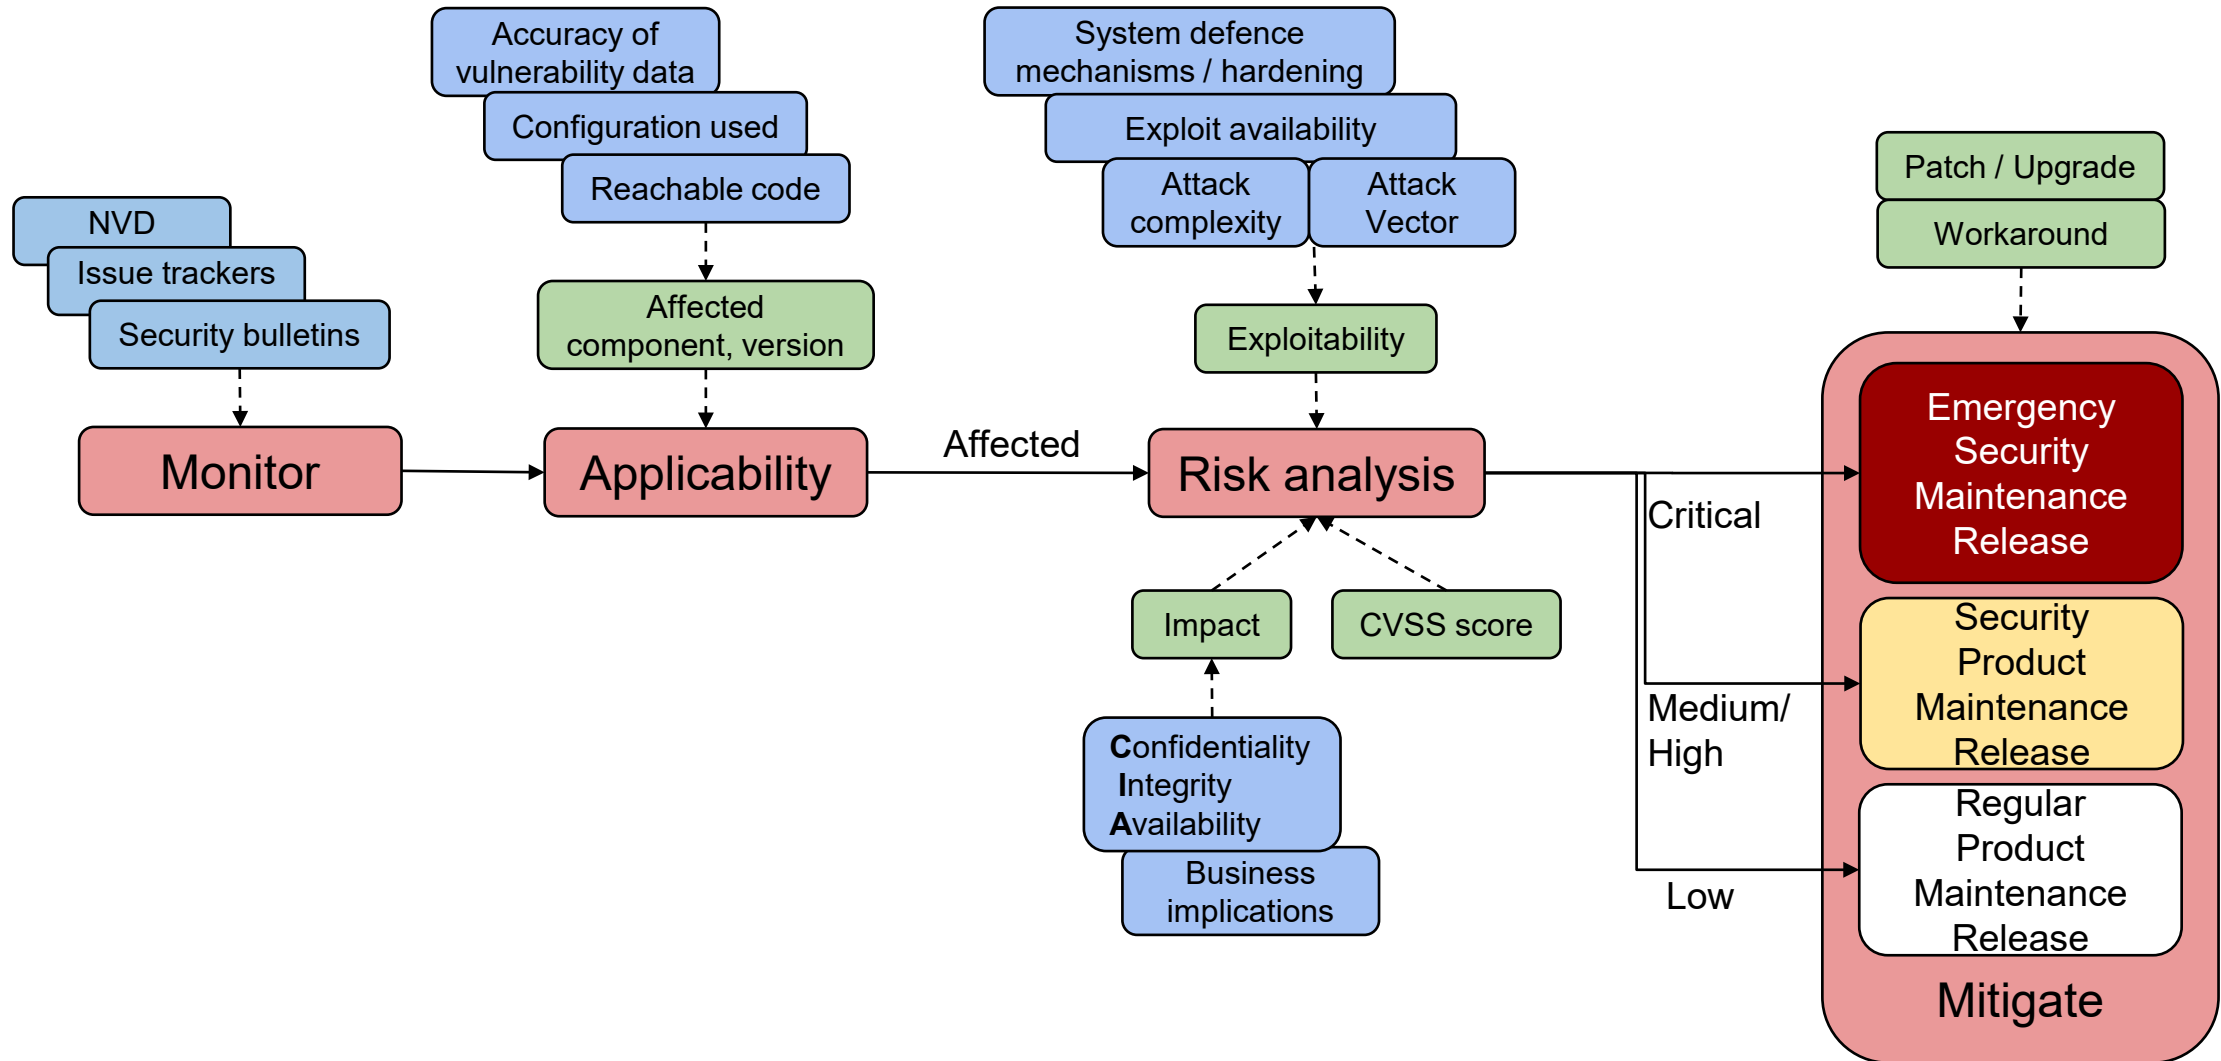 Accuracy of
vulnerability data
Configuration used
Reachable code
System defence
mechanisms / hardening
Exploit availability
Attack
complexity
Attack
Vector
Patch / Upgrade
Workaround
NVD
Issue trackers
Security bulletins
Affected
component, version
Exploitability
Monitor
Applicability
Affected
Risk analysis
Critical
Emergency
Security
Maintenance
Release
Impact
CVSS score
Medium/
High
Security
Product
Maintenance
Release
Confidentiality
Integrity
Availability
Business
implications
Low
Regular
Product
Maintenance
Release
Mitigate